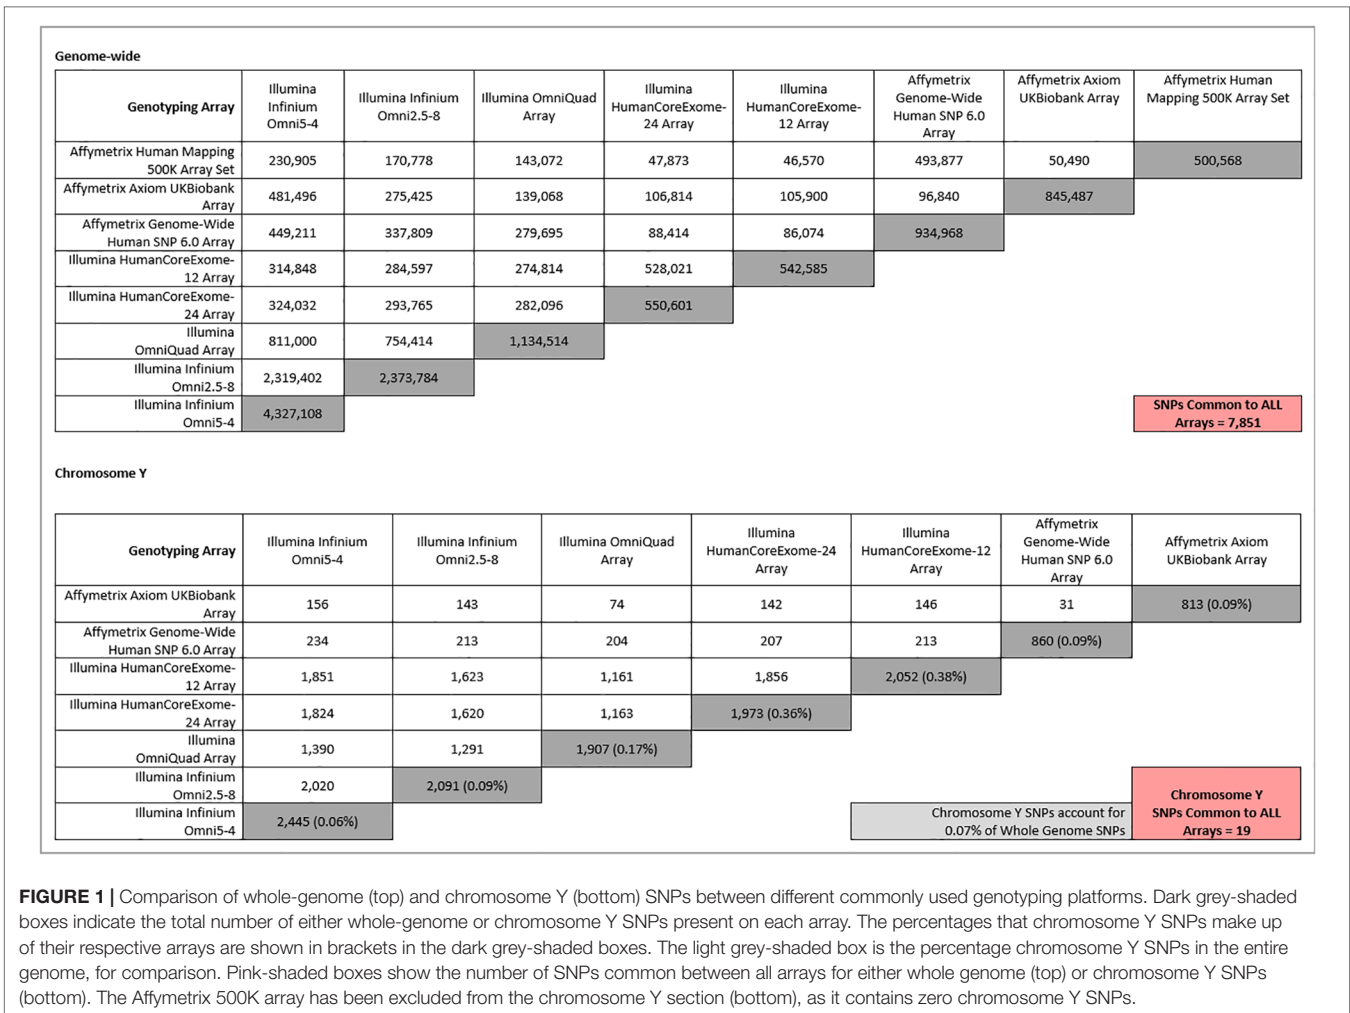 Genome-wide
Genotyping Array | Illumina Infinium Omni5-4 | Illumina Infinium Omni2.5-8 | Illumina OmniQuad Array | Illumina HumanCoreExome-24 Array | Illumina HumanCoreExome-12 Array | Affymetrix Genome-Wide Human SNP 6.0 Array | Affymetrix Axiom UKBiobank Array | Affymetrix Human Mapping 500K Array Set
Affymetrix Human Mapping 500K Array Set | 230,905 | 170,778 | 143,072 | 47,873 | 46,570 | 493,877 | 50,490 | 500,568
Affymetrix Axiom UKBiobank Array | 481,496 | 275,425 | 139,068 | 106,814 | 105,900 | 96,840 | 845,487
Affymetrix Genome-Wide Human SNP 6.0 Array | 449,211 | 337,809 | 279,695 | 88,414 | 86,074 | 934,968
Illumina HumanCoreExome-12 Array | 314,848 | 284,597 | 274,814 | 528,021 | 542,585
Illumina HumanCoreExome-24 Array | 324,032 | 293,765 | 282,096 | 550,601
Illumina OmniQuad Array | 811,000 | 754,414 | 1,134,514
Illumina Infinium Omni2.5-8 | 2,319,402 | 2,373,784
Illumina Infinium Omni5-4 | 4,327,108
SNPs Common to ALL
Arrays = 7,851
Chromosome Y
Genotyping Array | Illumina Infinium Omni5-4 | Illumina Infinium Omni2.5-8 | Illumina OmniQuad Array | Illumina HumanCoreExome-24 Array | Illumina HumanCoreExome-12 Array | Affymetrix Genome-Wide Human SNP 6.0 Array | Affymetrix Axiom UKBiobank Array
Affymetrix Axiom UKBiobank Array | 156 | 143 | 74 | 142 | 146 | 31 | 813 (0.09%)
Affymetrix Genome-Wide Human SNP 6.0 Array | 234 | 213 | 204 | 207 | 213 | 860 (0.09%)
Illumina HumanCoreExome-12 Array | 1,851 | 1,623 | 1,161 | 1,856 | 2,052 (0.38%)
Illumina HumanCoreExome-24 Array | 1,824 | 1,620 | 1,163 | 1,973 (0.36%)
Illumina OmniQuad Array | 1,390 | 1,291 | 1,907 (0.17%)
Illumina Infinium Omni2.5-8 | 2,020 | 2,091 (0.09%)
Illumina Infinium Omni5-4 | 2,445 (0.06%)
Chromosome Y SNPs account for
0.07% of Whole Genome SNPs
Chromosome Y
SNPs Common to ALL
Arrays = 19
FIGURE 1 | Comparison of whole-genome (top) and chromosome Y (bottom) SNPs between different commonly used genotyping platforms. Dark grey-shaded
boxes indicate the total number of either whole-genome or chromosome Y SNPs present on each array. The percentages that chromosome Y SNPs make up
of their respective arrays are shown in brackets in the dark grey-shaded boxes. The light grey-shaded box is the percentage chromosome Y SNPs in the entire
genome, for comparison. Pink-shaded boxes show the number of SNPs common between all arrays for either whole genome (top) or chromosome Y SNPs
(bottom). The Affymetrix 500K array has been excluded from the chromosome Y section (bottom), as it contains zero chromosome Y SNPs.